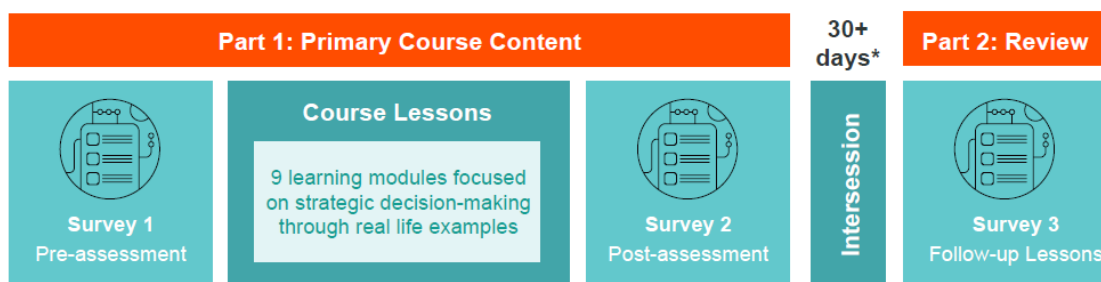 Part 1: Primary Course Content
30+
days*
Part 2: Review
Survey 1
Pre-assessment
Course Lessons
9 learning modules focused
on strategic decision-making
through real life examples
Survey 2
Post-assessment
Intersession
Survey 3
Follow-up Lessons